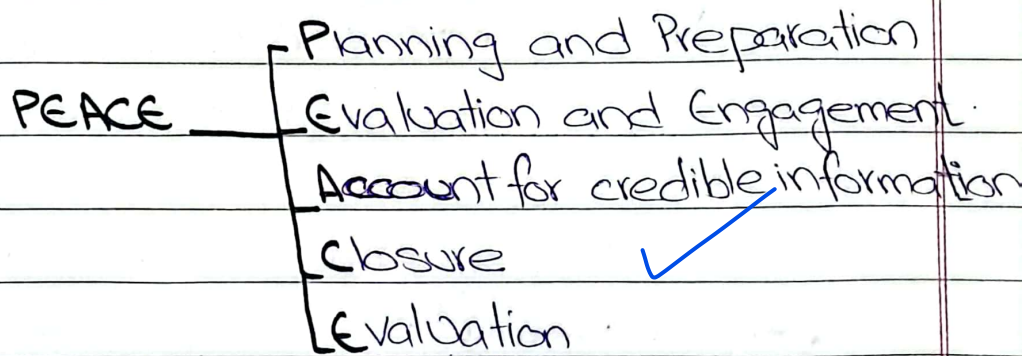 Planning and Preparation
PEACE
Evaluation and Engagement.
Account for credible information
Closure
Evaluation.